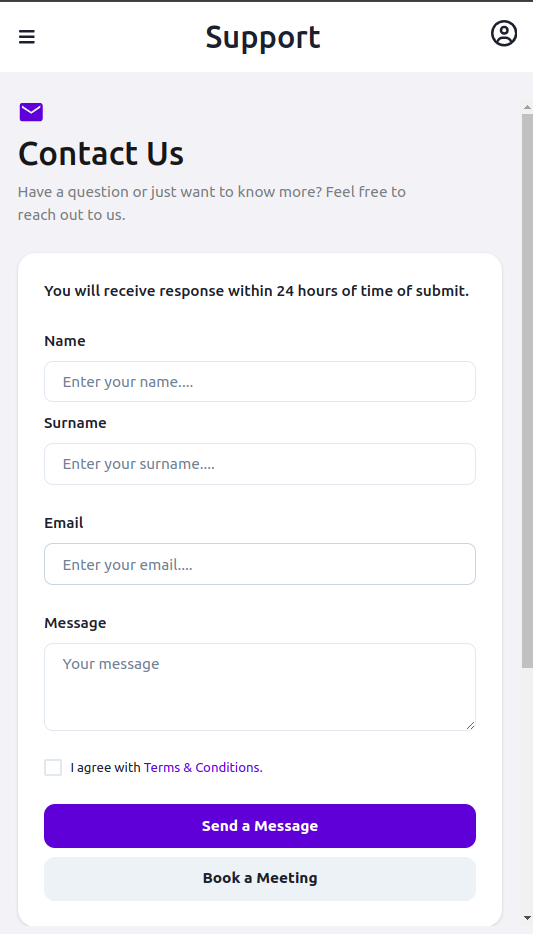 Support
Contact Us
Have a question or just want to know more? Feel free to
reach out to us.
You will receive response within 24 hours of time of submit.
Name
Enter your name....
Surname
Enter your surname....
Email
Enter your email....
Message
Your message
I agree with Terms & Conditions.
Send a Message
Book a Meeting